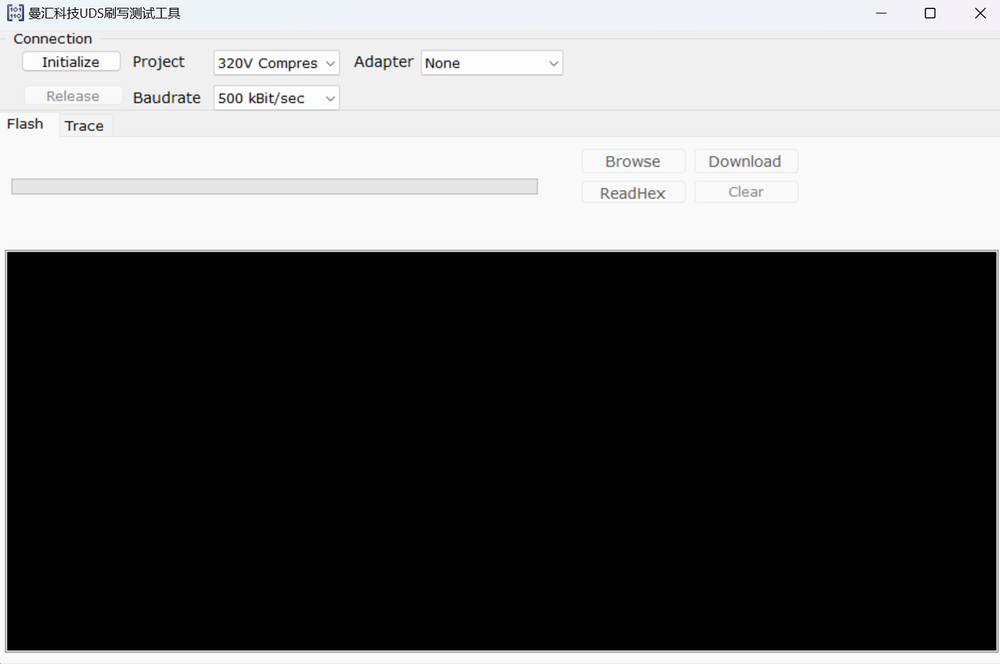 曼汇科技UDS刷写测试工具
Connection
Initialize Project 320V Compres Adapter None
Release Baudrate 500 kBit/sec
Flash Trace
Browse Download
ReadHex Clear